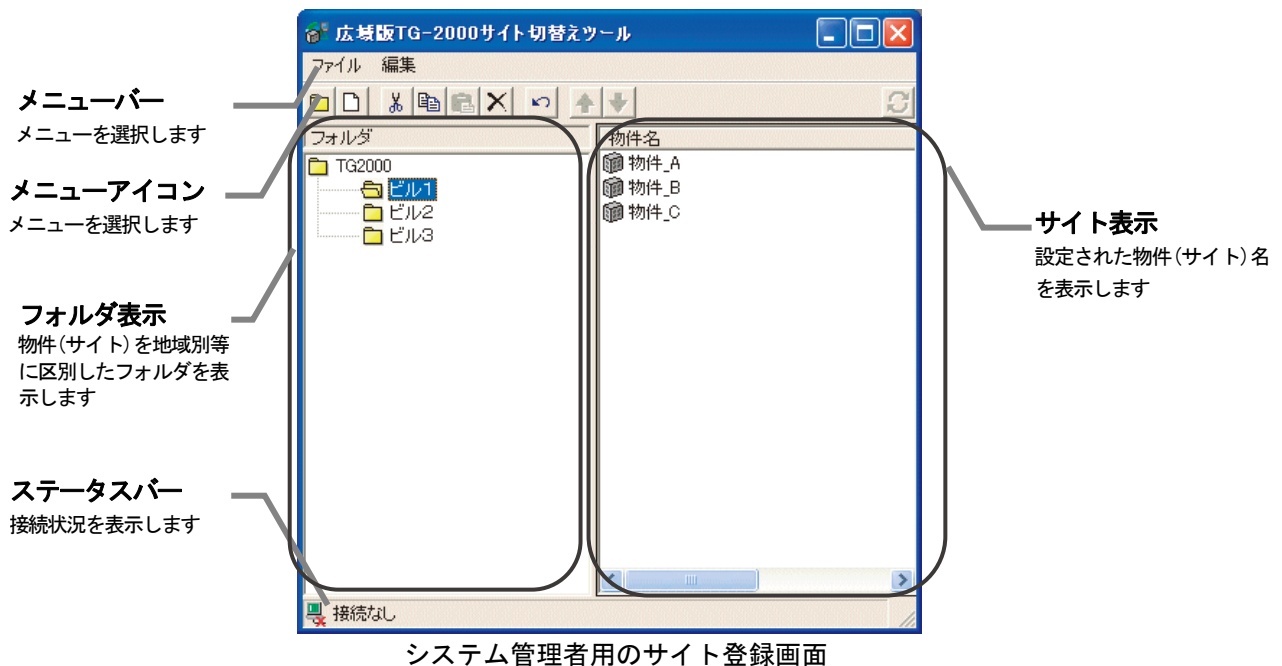 広域版TG-2000サイト切替えツール
ファイル 編集
メニューバー
メニューを選択します
メニューアイコン
メニューを選択します
フォルダ表示
物件(サイト)を地域別等
に区別したフォルダを表
示します
ステータスバー
接続状況を表示します
フォルダ
TG2000
ビル1
ビル2
ビル3
物件名
物件_A
物件_B
物件_C
サイト表示
設定された物件(サイト)名
を表示します
接続なし
システム管理者用のサイト登録画面